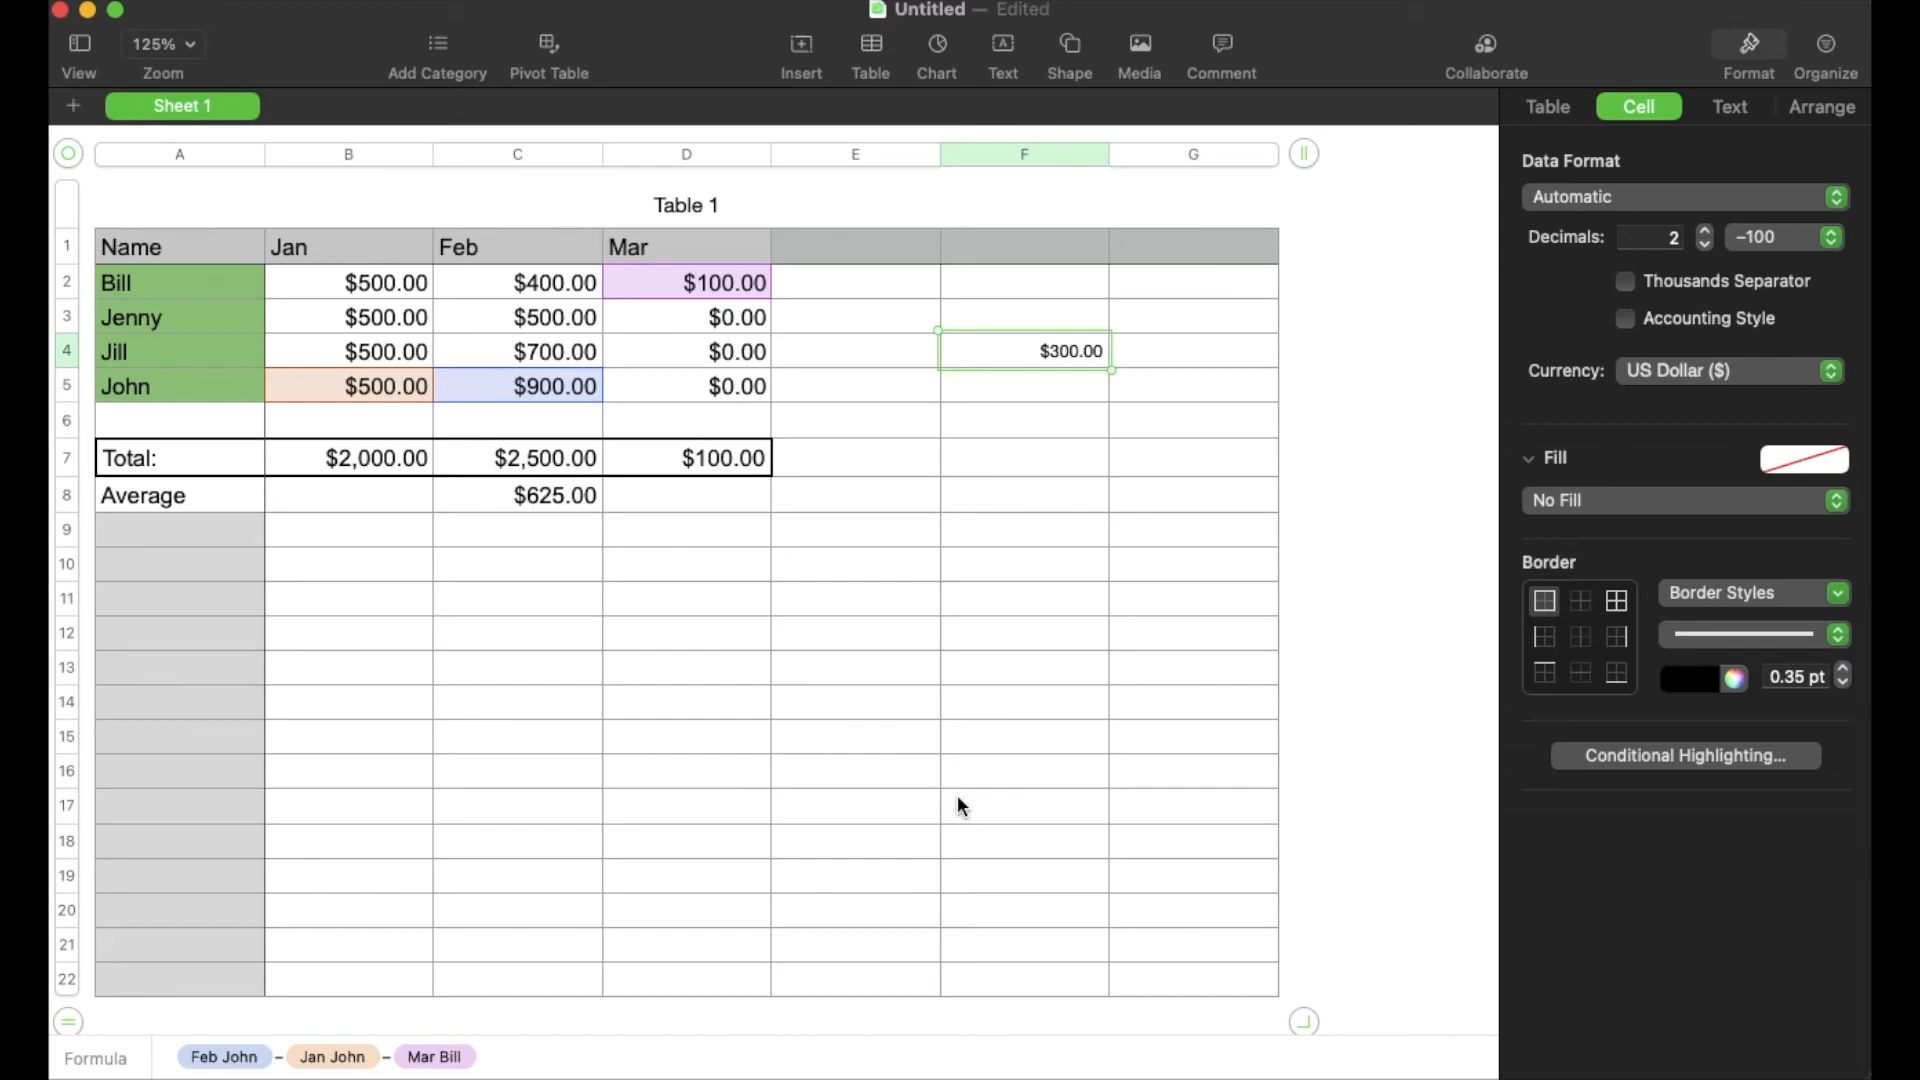 Untitled — Edited
125%
View Zoom Add Category Pivot Table Insert Table Chart Text Shape Media Comment Collaborate Format Organize
+ Sheet 1
Table Cell Text Arrange
A B C D E F G
Table 1
1 Name Jan Feb Mar
2 Bill $500.00 $400.00 $100.00
3 Jenny $500.00 $500.00 $0.00
4 Jill $500.00 $700.00 $0.00 $300.00
5 John $500.00 $900.00 $0.00
6
7 Total: $2,000.00 $2,500.00 $100.00
8 Average $625.00
9
10
11
12
13
14
15
16
17
18
19
20
21
22
Formula Feb John – Jan John – Mar Bill
Data Format
Automatic
Decimals: 2 –100
Thousands Separator
Accounting Style
Currency: US Dollar ($)
Fill
No Fill
Border
Border Styles
0.35 pt
Conditional Highlighting...